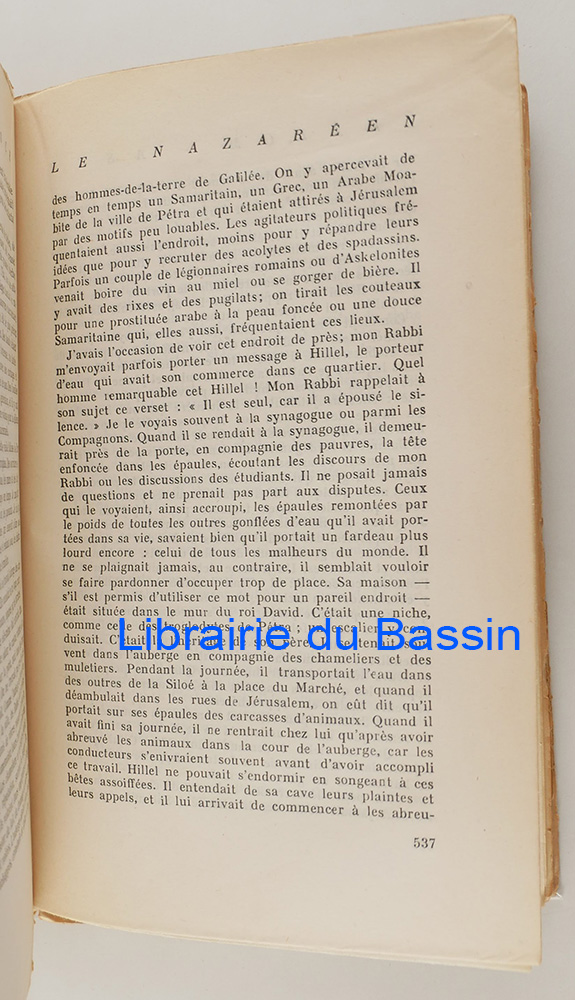 LE NAZARÉEN
des hommes-de-la-terre de Galilée. On y apercevait de
temps en temps un Samaritain, un Grec, un Arabe Moa-
bite de la ville de Pétra et qui étaient attirés à Jérusalem
par des motifs peu louables. Les agitateurs politiques fré-
quentaient aussi l'endroit, moins pour y répandre leurs
idées que pour y recruter des acolytes et des spadassins.
Parfois un couple de légionnaires romains ou d'Askelonites
venait boire du vin au miel ou se gorger de bière. Il
y avait des rixes et des pugilats; on tirait les couteaux
pour une prostituée arabe à la peau foncée ou une douce
Samaritaine qui, elles aussi, fréquentaient ces lieux.
J'avais l'occasion de voir cet endroit de près; mon Rabbi
m'envoyait parfois porter un message à Hillel, le porteur
d'eau qui avait son commerce dans ce quartier. Quel
homme remarquable cet Hillel ! Mon Rabbi rappelait à
son sujet ce verset : « Il est seul, car il a épousé le si-
lence. » Je le voyais souvent à la synagogue ou parmi les
Compagnons. Quand il se rendait à la synagogue, il demeu-
rait près de la porte, en compagnie des pauvres, la tête
enfoncée dans les épaules, écoutant les discours de mon
Rabbi ou les discussions des étudiants. Il ne posait jamais
de questions et ne prenait pas part aux disputes. Ceux
qui le voyaient, ainsi accroupi, les épaules remontées par
le poids de toutes les outres gonflées d'eau qu'il avait por-
tées dans sa vie, savaient bien qu'il portait un fardeau plus
lourd encore : celui de tous les malheurs du monde. Il
ne se plaignait jamais, au contraire, il semblait vouloir
se faire pardonner d'occuper trop de place. Sa maison —
s'il est permis d'utiliser ce mot pour un pareil endroit —
était située dans le mur du roi David. C'était une niche,
comme celle des troglodytes de Pétra ; un escalier y con-
duisait. C'était l'héritage de son père. Il se tenait sou-
vent dans l'auberge en compagnie des chameliers et des
muletiers. Pendant la journée, il transportait l'eau dans
des outres de la Siloé à la place du Marché, et quand il
déambulait dans les rues de Jérusalem, on eût dit qu'il
portait sur ses épaules des carcasses d'animaux. Quand il
avait fini sa journée, il ne rentrait chez lui qu'après avoir
abreuvé les animaux dans la cour de l'auberge, car les
conducteurs s'enivraient souvent avant d'avoir accompli
ce travail. Hillel ne pouvait s'endormir en songeant à ces
bêtes assoiffées. Il entendait de sa cave leurs plaintes et
leurs appels, et il lui arrivait de commencer à les abreu-
537
Librairie du Bassin